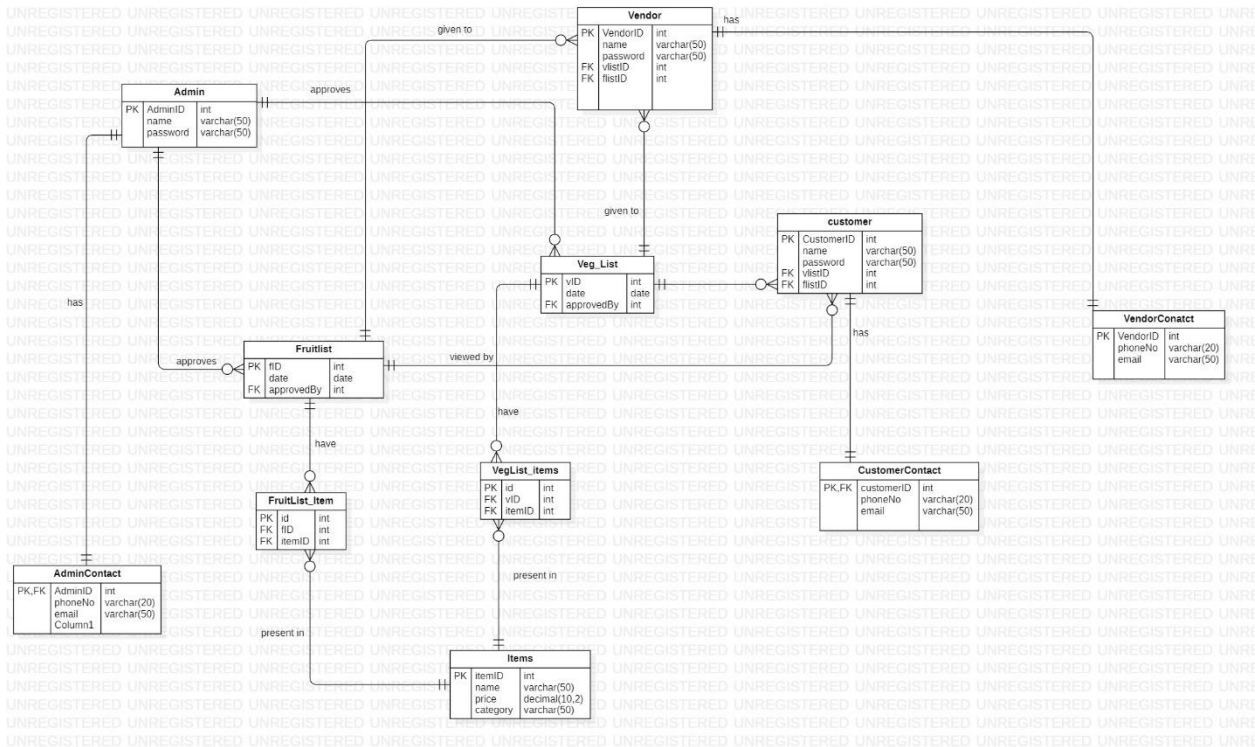 Vendor
PK VendorID int
name varchar(50)
password varchar(50)
FK vlistID int
FK flistID int
has
given to
Admin
PK AdminID int
name varchar(50)
password varchar(50)
approves
given to
customer
PK CustomerID int
name varchar(50)
password varchar(50)
FK vlistID int
FK flistID int
Veg_List
PK vID int
date date
FK approvedBy int
has
has
VendorConatct
PK VendorID int
phoneNo varchar(20)
email varchar(50)
Fruitlist
PK fID int
date date
FK approvedBy int
approves
viewed by
have
have
VegList_items
PK id int
FK vID int
FK itemID int
CustomerContact
PK,FK customerID int
phoneNo varchar(20)
email varchar(50)
FruitList_Item
PK id int
FK fID int
FK itemID int
AdminContact
PK,FK AdminID int
phoneNo varchar(20)
email varchar(50)
Column1
present in
present in
Items
PK itemID int
name varchar(50)
price decimal(10,2)
category varchar(50)
UNREGISTERED